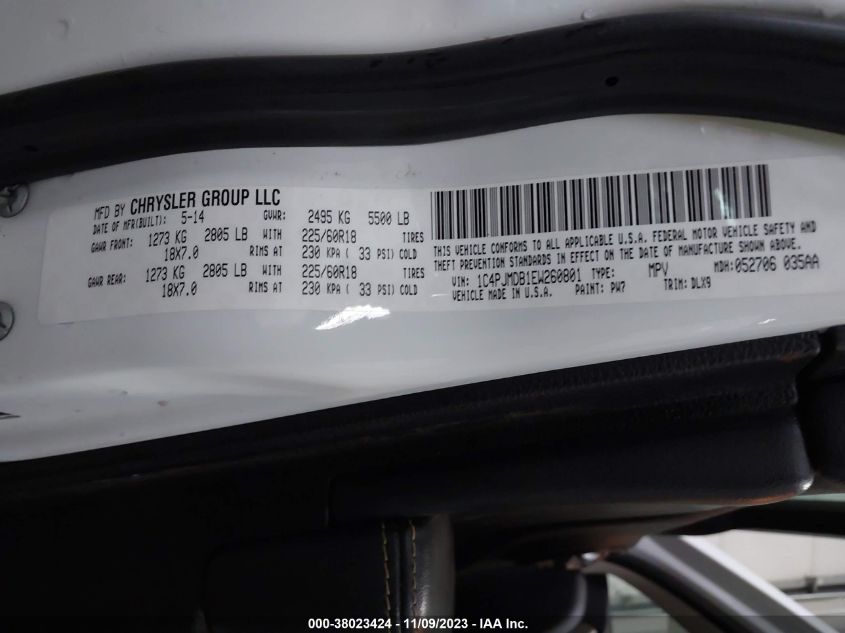 MFD BY CHRYSLER GROUP LLC
DATE OF MFR(BUILT): 5-14 GVWR: 2495 KG 5500 LB
GAWR FRONT: 1273 KG 2805 LB WITH 225/60R18 TIRES
18X7.0 RIMS AT 230 KPA ( 33 PSI) COLD
GAWR REAR: 1273 KG 2805 LB WITH 225/60R18 TIRES
18X7.0 RIMS AT 230 KPA ( 33 PSI) COLD
THIS VEHICLE CONFORMS TO ALL APPLICABLE U.S.A. FEDERAL MOTOR VEHICLE SAFETY AND
THEFT PREVENTION STANDARDS IN EFFECT ON THE DATE OF MANUFACTURE SHOWN ABOVE.
VIN: 1C4PJMDB1EW260801 TYPE: MPV MDH:052706 035AA
VEHICLE MADE IN U.S.A. PAINT: PW7 TRIM: DLX9
000-38023424 - 11/09/2023 - IAA Inc.